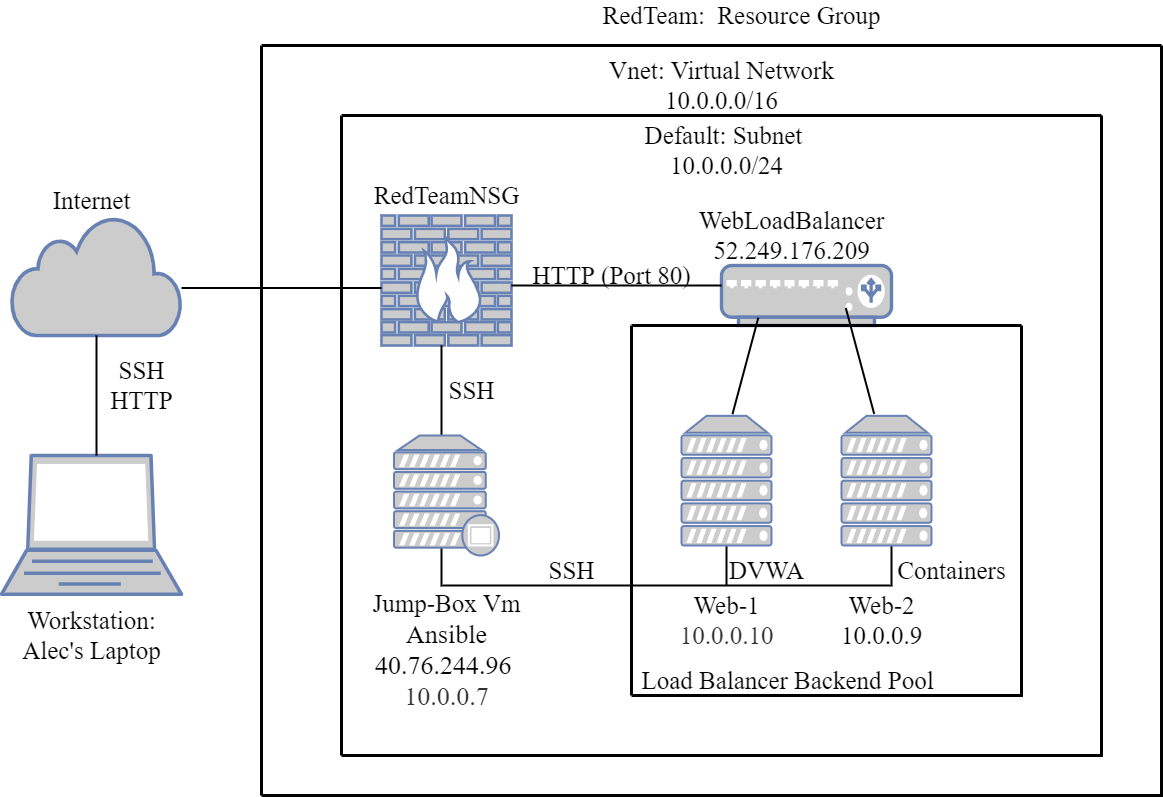 RedTeam:  Resource Group
Vnet: Virtual Network
10.0.0.0/16
Default: Subnet
10.0.0.0/24
RedTeamNSG
Internet
WebLoadBalancer
52.249.176.209
HTTP (Port 80)
SSH
HTTP
SSH
SSH
DVWA
Containers
Jump-Box Vm
Ansible
40.76.244.96
10.0.0.7
Web-1
10.0.0.10
Web-2
10.0.0.9
Workstation:
Alec's Laptop
Load Balancer Backend Pool